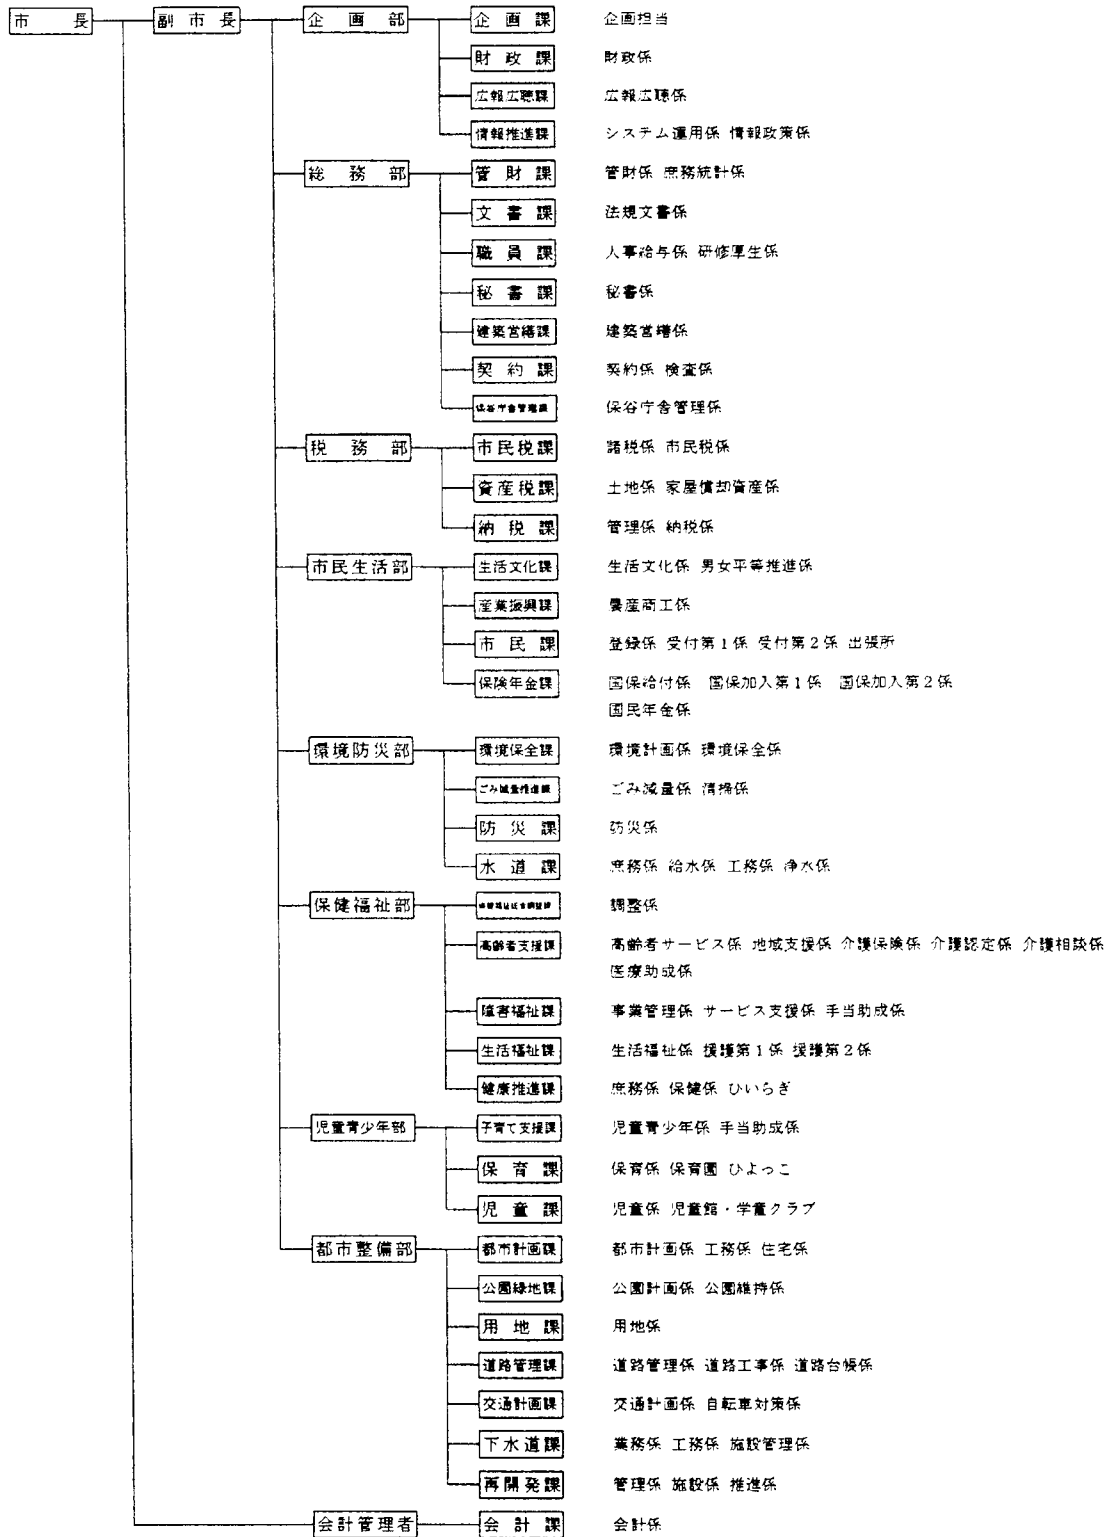 市長 副市長 企画部 企画課 企画担当
財政課 財政係
広報広聴課 広報広聴係
情報推進課 システム運用係 情報政策係
総務部 管財課 管財係 庶務統計係
文書課 法規文書係
職員課 人事給与係 研修厚生係
秘書課 秘書係
建築営繕課 建築営繕係
契約課 契約係 検査係
保谷庁舎管理課 保谷庁舎管理係
税務部 市民税課 諸税係 市民税係
資産税課 土地係 家屋償却資産係
納税課 管理係 納税係
市民生活部 生活文化課 生活文化係 男女平等推進係
産業振興課 農産商工係
市民課 登録係 受付第1係 受付第2係 出張所
保険年金課 国保給付係 国保加入第1係 国保加入第2係
国民年金係
環境防災部 環境保全課 環境計画係 環境保全係
ごみ減量推進課 ごみ減量係 清掃係
防災課 防災係
水道課 庶務係 給水係 工務係 浄水係
保健福祉部 調整係
高齢者支援課 高齢者サービス係 地域支援係 介護保険係 介護認定係 介護相談係
医療助成係
障害福祉課 事業管理係 サービス支援係 手当助成係
生活福祉課 生活福祉係 援護第1係 援護第2係
健康推進課 庶務係 保健係 ひいらぎ
児童青少年部 子育て支援課 児童青少年係 手当助成係
保育課 保育係 保育園 ひよっこ
児童課 児童係 児童館・学童クラブ
都市整備部 都市計画課 都市計画係 工務係 住宅係
公園緑地課 公園計画係 公園維持係
用地課 用地係
道路管理課 道路管理係 道路工事係 道路台帳係
交通計画課 交通計画係 自転車対策係
下水道課 業務係 工務係 施設管理係
再開発課 管理係 施設係 推進係
会計管理者 会計課 会計係